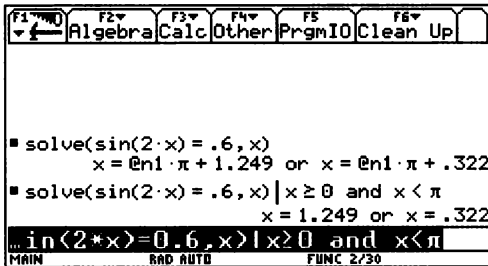 F1 F2 F3 F4 F5 F6
Algebra Calc Other PrgmIO Clean Up
▪ solve(sin(2·x) = .6, x)
x = @n1·π + 1.249 or x = @n1·π + .322
▪ solve(sin(2·x) = .6, x)|x ≥ 0 and x < π
x = 1.249 or x = .322
…in(2*x)=0.6,x)|x≥0 and x<π
MAIN RAD AUTO FUNC 2/30